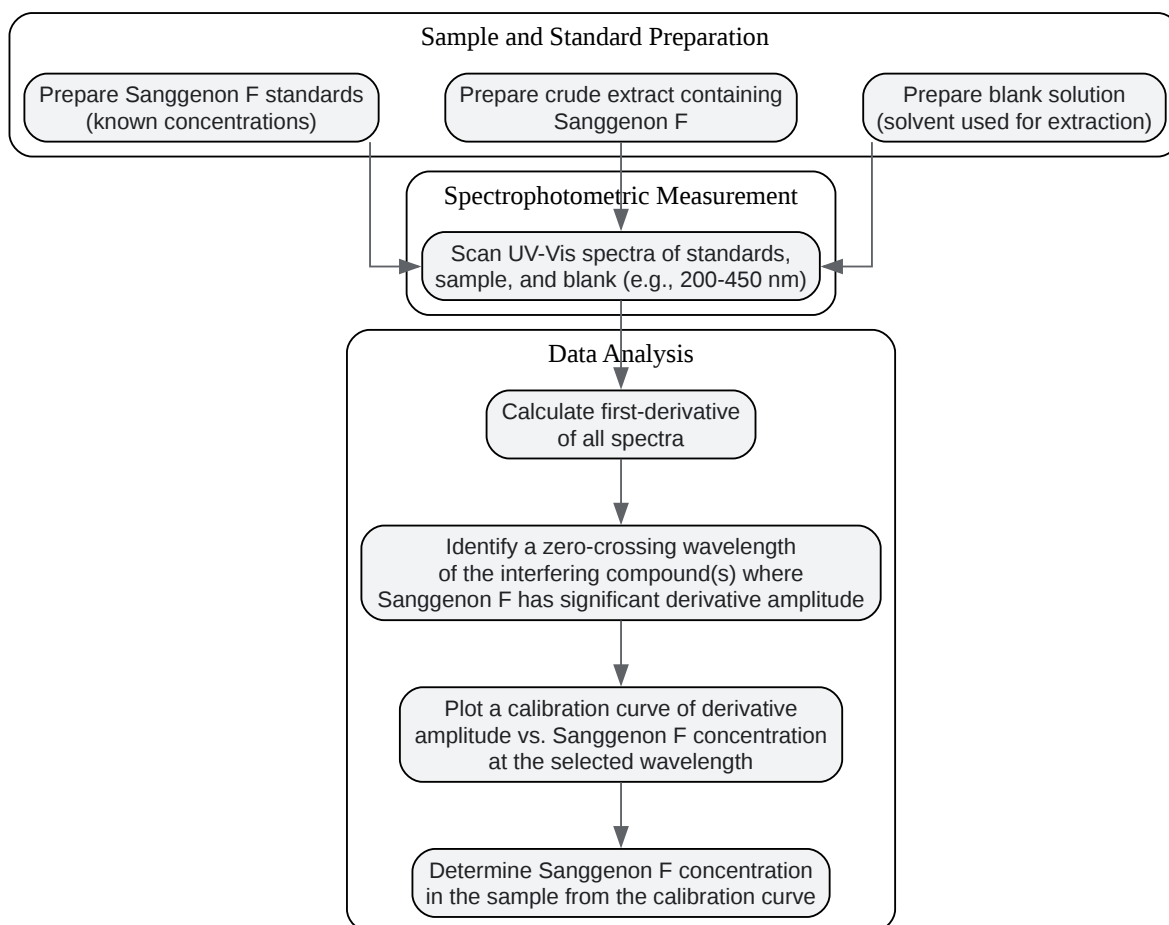 Sample and Standard Preparation
Prepare Sanggenon F standards
(known concentrations)
Prepare crude extract containing
Sanggenon F
Prepare blank solution
(solvent used for extraction)
Spectrophotometric Measurement
Scan UV-Vis spectra of standards,
sample, and blank (e.g., 200-450 nm)
Data Analysis
Calculate first-derivative
of all spectra
Identify a zero-crossing wavelength
of the interfering compound(s) where
Sanggenon F has significant derivative amplitude
Plot a calibration curve of derivative
amplitude vs. Sanggenon F concentration
at the selected wavelength
Determine Sanggenon F concentration
in the sample from the calibration curve